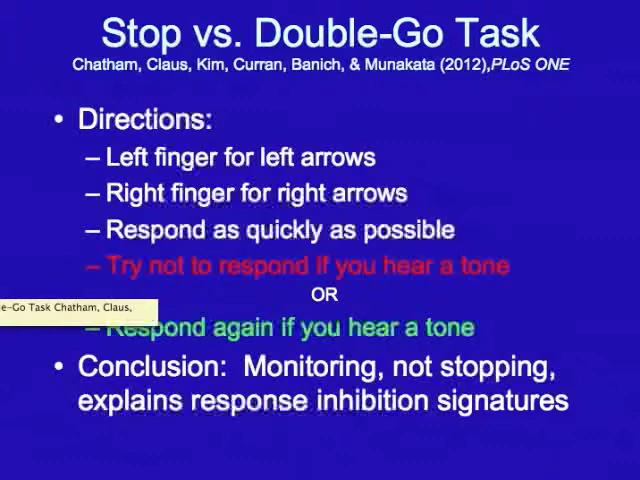 Stop vs. Double-Go Task
Chatham, Claus, Kim, Curran, Banich, & Munakata (2012),PLoS ONE
• Directions:
– Left finger for left arrows
– Right finger for right arrows
– Respond as quickly as possible
– Try not to respond if you hear a tone
OR
e-Go Task Chatham, Claus,
– Respond again if you hear a tone
• Conclusion: Monitoring, not stopping,
explains response inhibition signatures